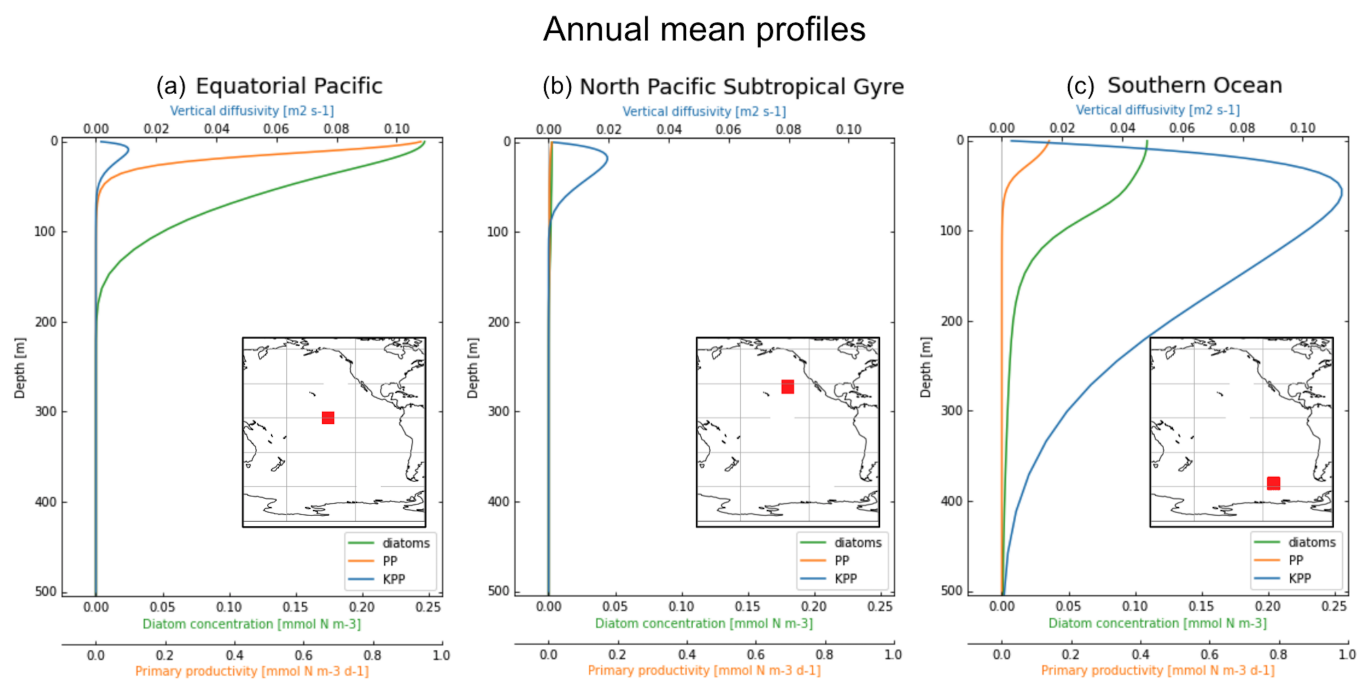 Annual mean profiles
(a) Equatorial Pacific
Vertical diffusivity [m2 s-1]
0.00 0.02 0.04 0.06 0.08 0.10
0
100
200
300
400
500
Depth [m]
diatoms
PP
KPP
0.00 0.05 0.10 0.15 0.20 0.25
Diatom concentration [mmol N m-3]
0.0 0.2 0.4 0.6 0.8 1.0
Primary productivity [mmol N m-3 d-1]
(b) North Pacific Subtropical Gyre
Vertical diffusivity [m2 s-1]
0.00 0.02 0.04 0.06 0.08 0.10
0
100
200
300
400
500
Depth [m]
diatoms
PP
KPP
0.00 0.05 0.10 0.15 0.20 0.25
Diatom concentration [mmol N m-3]
0.0 0.2 0.4 0.6 0.8 1.0
Primary productivity [mmol N m-3 d-1]
(c) Southern Ocean
Vertical diffusivity [m2 s-1]
0.00 0.02 0.04 0.06 0.08 0.10
0
100
200
300
400
500
Depth [m]
diatoms
PP
KPP
0.00 0.05 0.10 0.15 0.20 0.25
Diatom concentration [mmol N m-3]
0.0 0.2 0.4 0.6 0.8 1.0
Primary productivity [mmol N m-3 d-1]